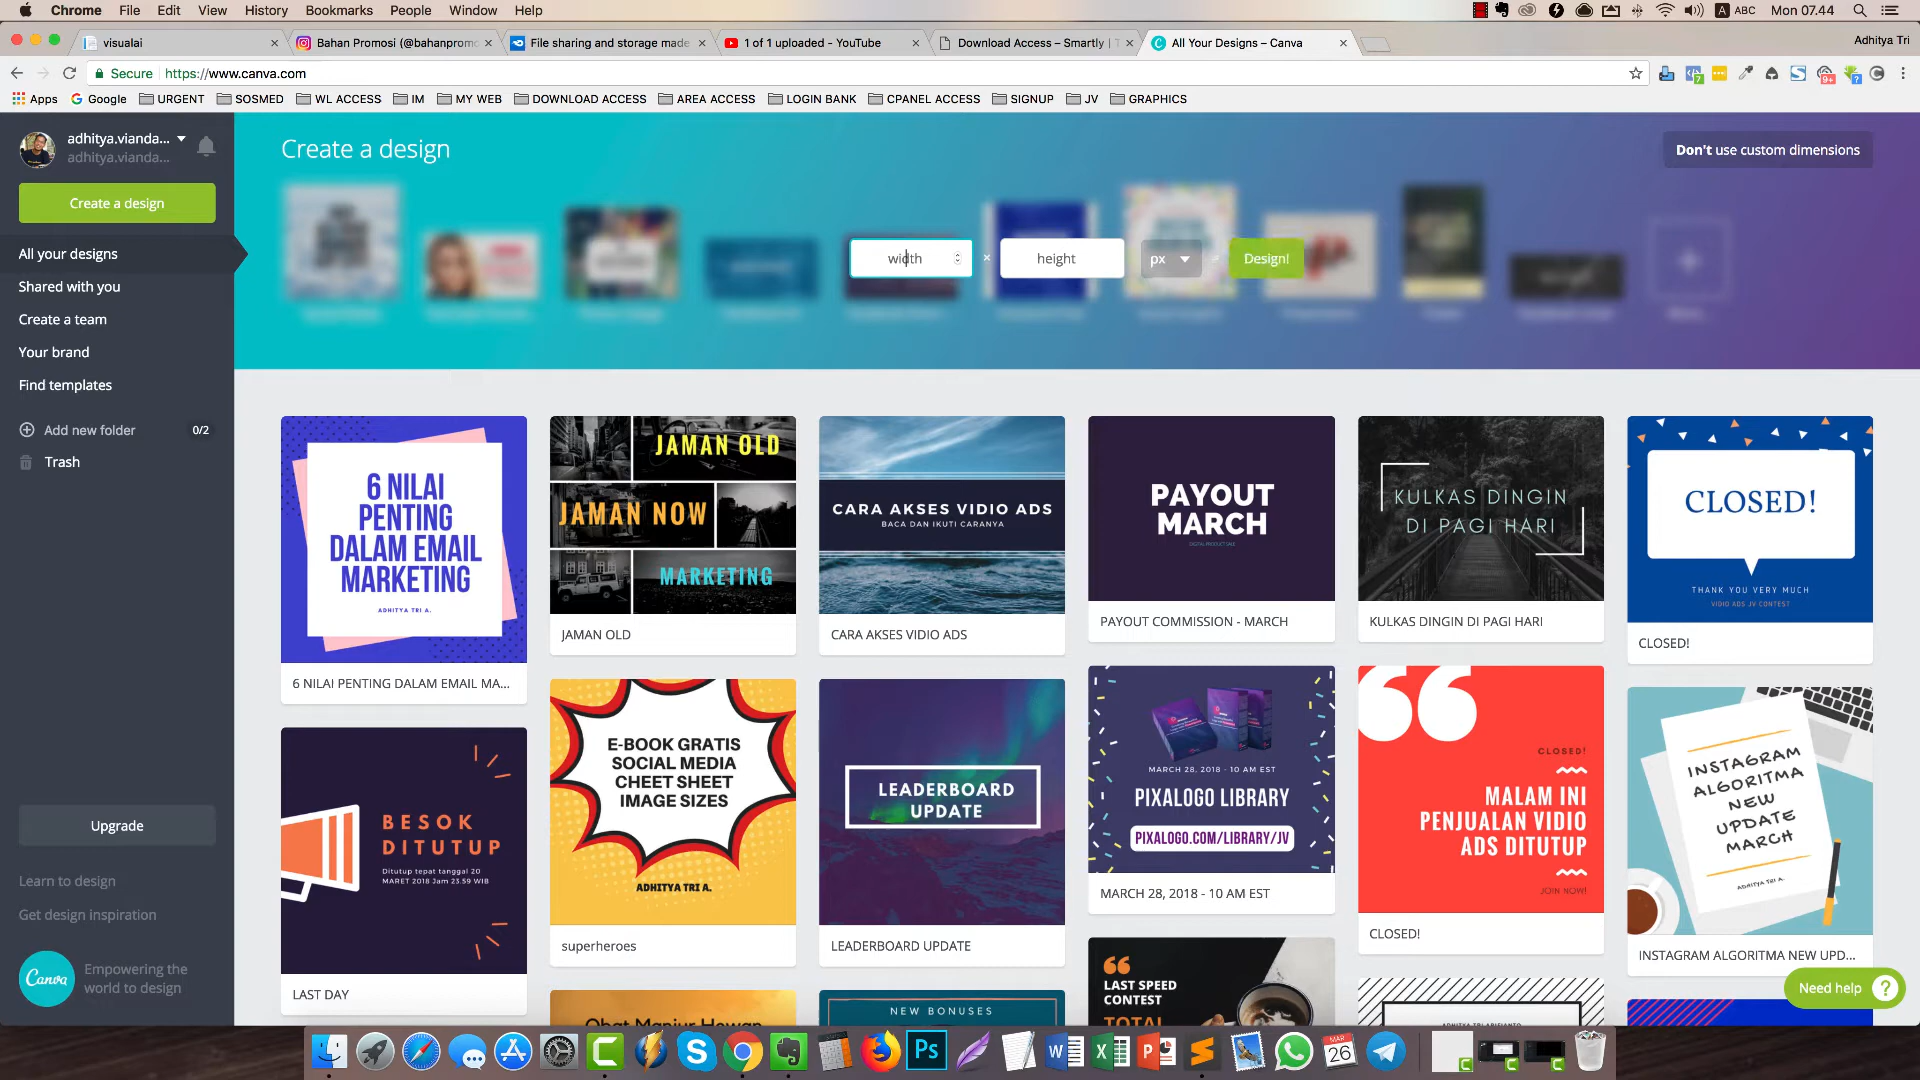 Chrome File Edit View History Bookmarks People Window Help
ABC Mon 07.44
visualai
Bahan Promosi (@bahanpromo
File sharing and storage made
1 of 1 uploaded - YouTube
Download Access – Smartly | T
All Your Designs – Canva
Adhitya Tri
Secure https://www.canva.com
Apps Google URGENT SOSMED WL ACCESS IM MY WEB DOWNLOAD ACCESS AREA ACCESS LOGIN BANK CPANEL ACCESS SIGNUP JV GRAPHICS
adhitya.vianda...
adhitya.vianda...
Create a design
All your designs
Shared with you
Create a team
Your brand
Find templates
Add new folder 0/2
Trash
Upgrade
Learn to design
Get design inspiration
Canva
Empowering the
world to design
Create a design
Don't use custom dimensions
width × height px Design!
6 NILAI
PENTING
DALAM EMAIL
MARKETING
ADHITYA TRI A.
6 NILAI PENTING DALAM EMAIL MA...
JAMAN OLD
JAMAN NOW
MARKETING
JAMAN OLD
CARA AKSES VIDIO ADS
BACA DAN IKUTI CARANYA
CARA AKSES VIDIO ADS
PAYOUT
MARCH
DIGITAL PRODUCT SALE
PAYOUT COMMISSION - MARCH
KULKAS DINGIN
DI PAGI HARI
KULKAS DINGIN DI PAGI HARI
CLOSED!
THANK YOU VERY MUCH
VIDIO ADS JV CONTEST
CLOSED!
BESOK
DITUTUP
Ditutup tepat tanggal 20
MARET 2018 Jam 23.59 WIB
LAST DAY
E-BOOK GRATIS
SOCIAL MEDIA
CHEET SHEET
IMAGE SIZES
ADHITYA TRI A.
superheroes
LEADERBOARD
UPDATE
LEADERBOARD UPDATE
MARCH 28, 2018 - 10 AM EST
PIXALOGO LIBRARY
PIXALOGO.COM/LIBRARY/JV
MARCH 28, 2018 - 10 AM EST
CLOSED!
MALAM INI
PENJUALAN VIDIO
ADS DITUTUP
JOIN NOW!
CLOSED!
INSTAGRAM
ALGORITMA
NEW
UPDATE
MARCH
ADHITYA TRI A.
INSTAGRAM ALGORITMA NEW UPD...
Obat Manjur Hewan
NEW BONUSES
LAST SPEED
CONTEST
TOTAL
Need help ?
Ps
MAR
26